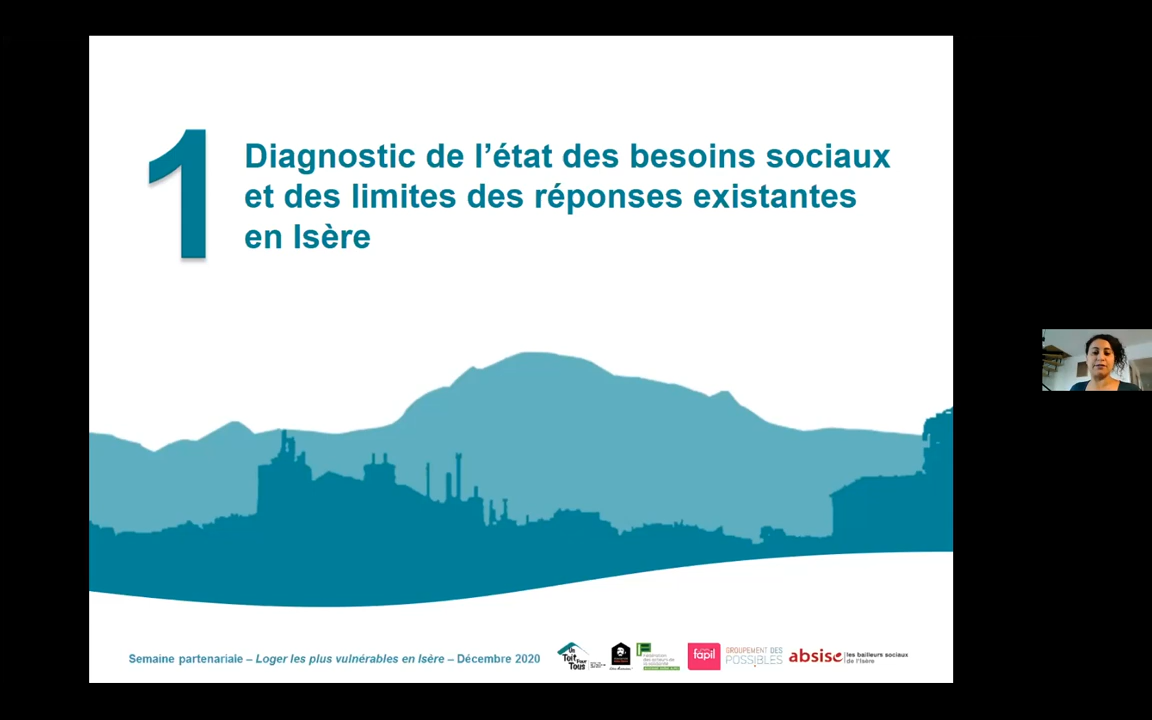 1
Diagnostic de l’état des besoins sociaux
et des limites des réponses existantes
en Isère
Semaine partenariale – Loger les plus vulnérables en Isère – Décembre 2020
Un
Toit
Pour
Tous
fapil
GROUPEMENT DES
POSSIBLES
absise
les bailleurs sociaux
de l'Isère